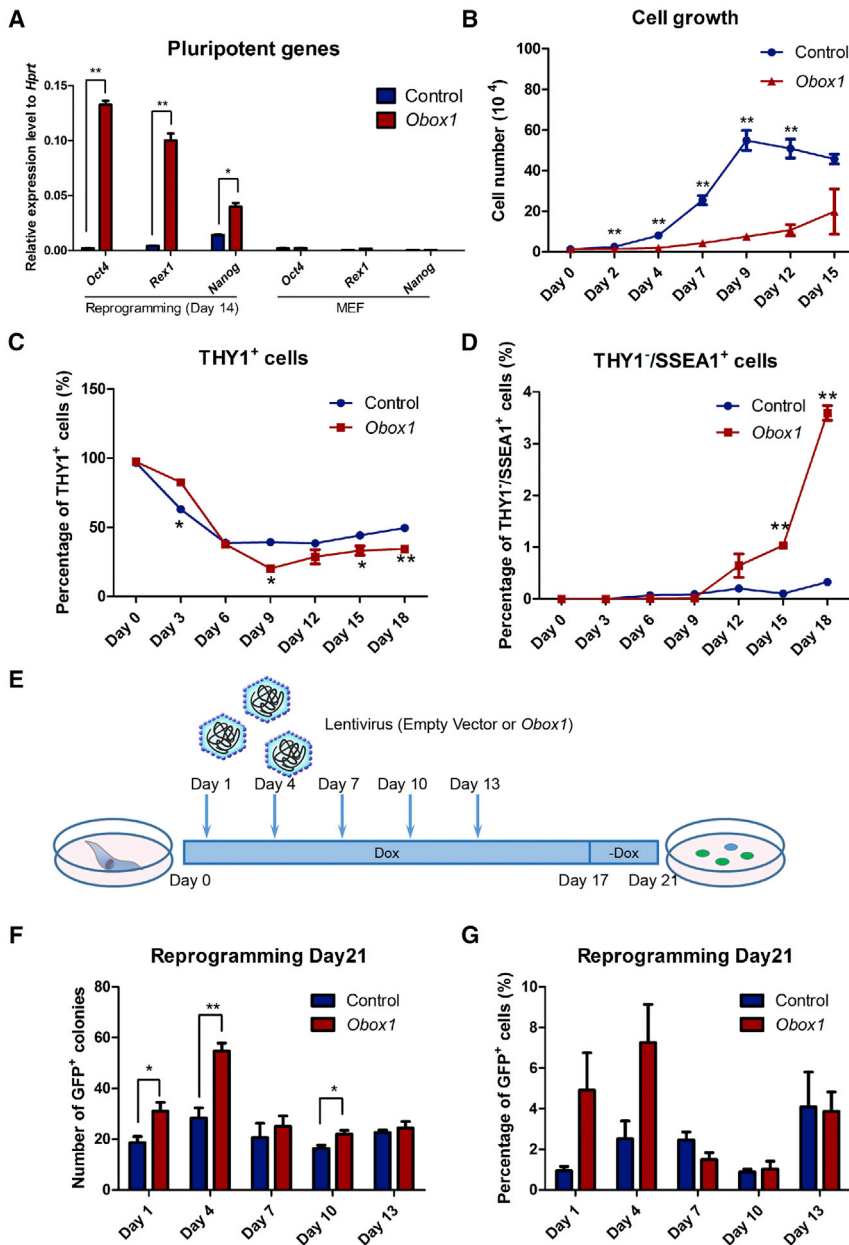 A
Pluripotent genes
Relative expression level to Hprt
0.15
0.10
0.05
0.00
**
**
*
Control
Obox1
Oct4
Rex1
Nanog
Oct4
Rex1
Nanog
Reprogramming (Day 14)
MEF
B
Cell growth
Cell number (10 4)
100
80
60
40
20
0
**
**
**
**
**
Control
Obox1
Day 0
Day 2
Day 4
Day 7
Day 9
Day 12
Day 15
C
THY1+ cells
Percentage of THY1+ cells (%)
150
100
50
0
*
*
*
**
Control
Obox1
Day 0
Day 3
Day 6
Day 9
Day 12
Day 15
Day 18
D
THY1-/SSEA1+ cells
Percentage of THY1-/SSEA1+ cells (%)
4
3
2
1
0
**
**
Control
Obox1
Day 0
Day 3
Day 6
Day 9
Day 12
Day 15
Day 18
E
Lentivirus (Empty Vector or Obox1)
Day 1 Day 4 Day 7 Day 10 Day 13
Dox -Dox
Day 0 Day 17 Day 21
F
Reprogramming Day21
Number of GFP+ colonies
80
60
40
20
0
*
**
*
Control
Obox1
Day 1
Day 4
Day 7
Day 10
Day 13
G
Reprogramming Day21
Percentage of GFP+ cells (%)
10
8
6
4
2
0
Control
Obox1
Day 1
Day 4
Day 7
Day 10
Day 13